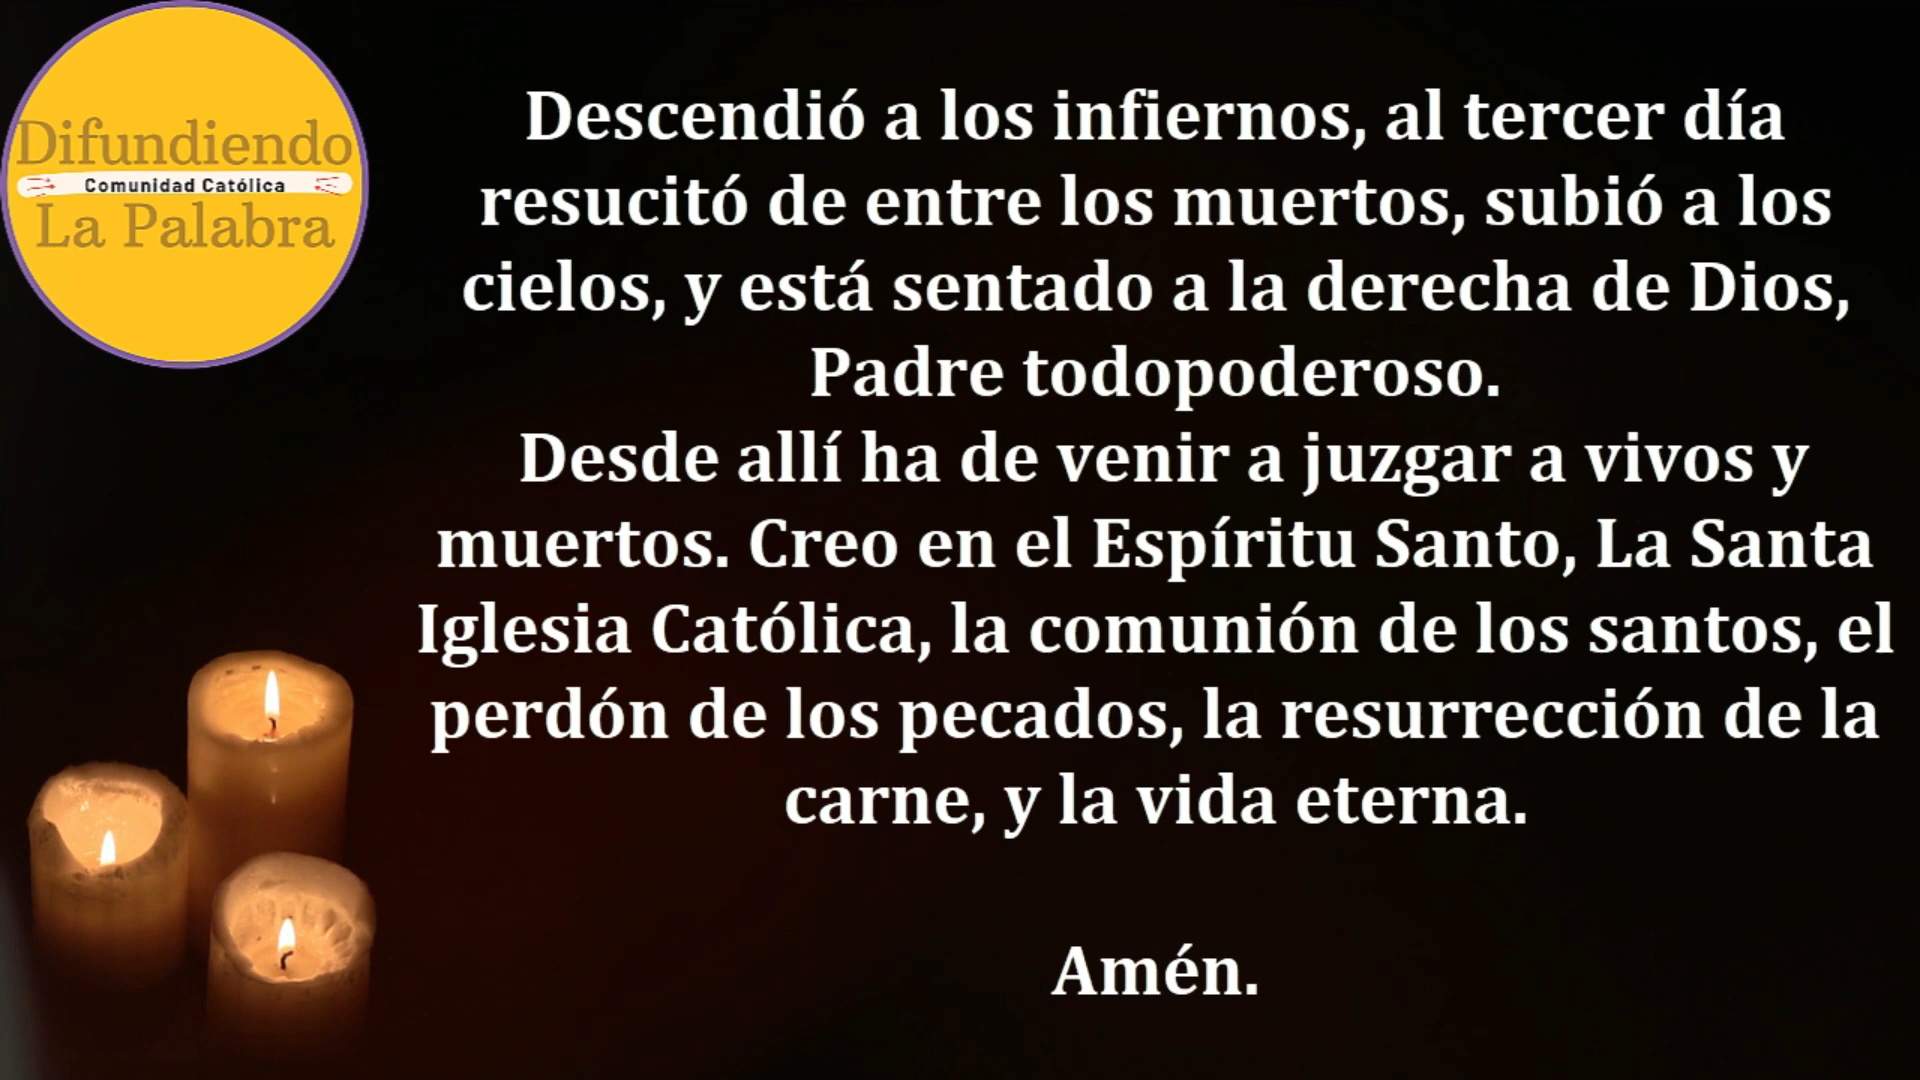 Difundiendo
Comunidad Católica
La Palabra
Descendió a los infiernos, al tercer día
resucitó de entre los muertos, subió a los
cielos, y está sentado a la derecha de Dios,
Padre todopoderoso.
Desde allí ha de venir a juzgar a vivos y
muertos. Creo en el Espíritu Santo, La Santa
Iglesia Católica, la comunión de los santos, el
perdón de los pecados, la resurrección de la
carne, y la vida eterna.
Amén.